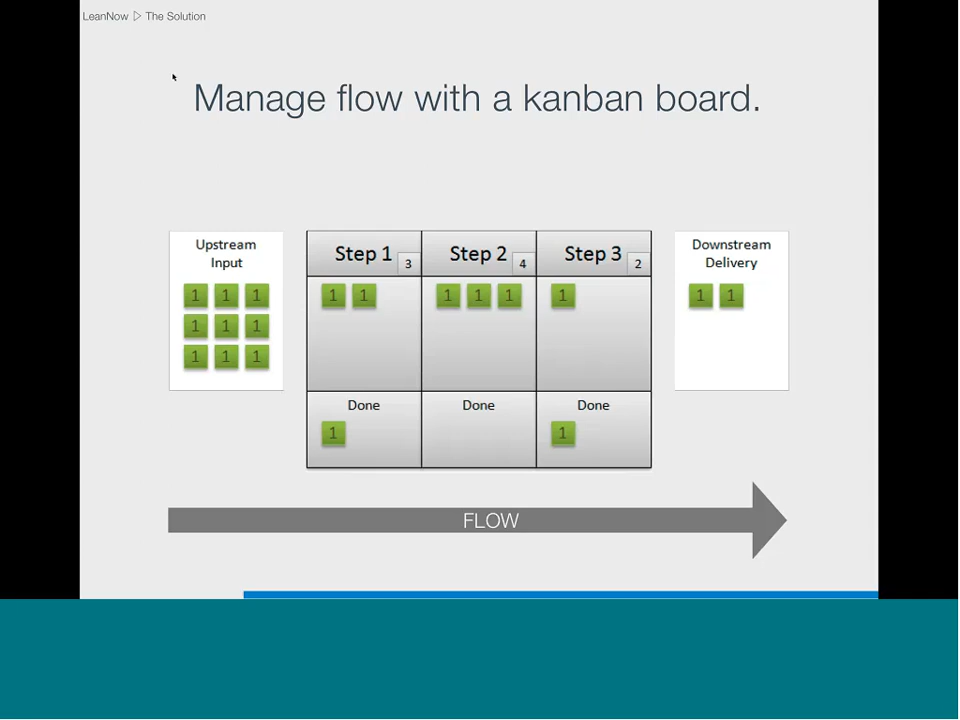 LeanNow ▷ The Solution
Manage flow with a kanban board.
Upstream
Input
1 1 1
1 1 1
1 1 1
Step 1 3
Step 2 4
Step 3 2
1 1
1 1 1
1
Done
Done
Done
1
1
Downstream
Delivery
1 1
FLOW